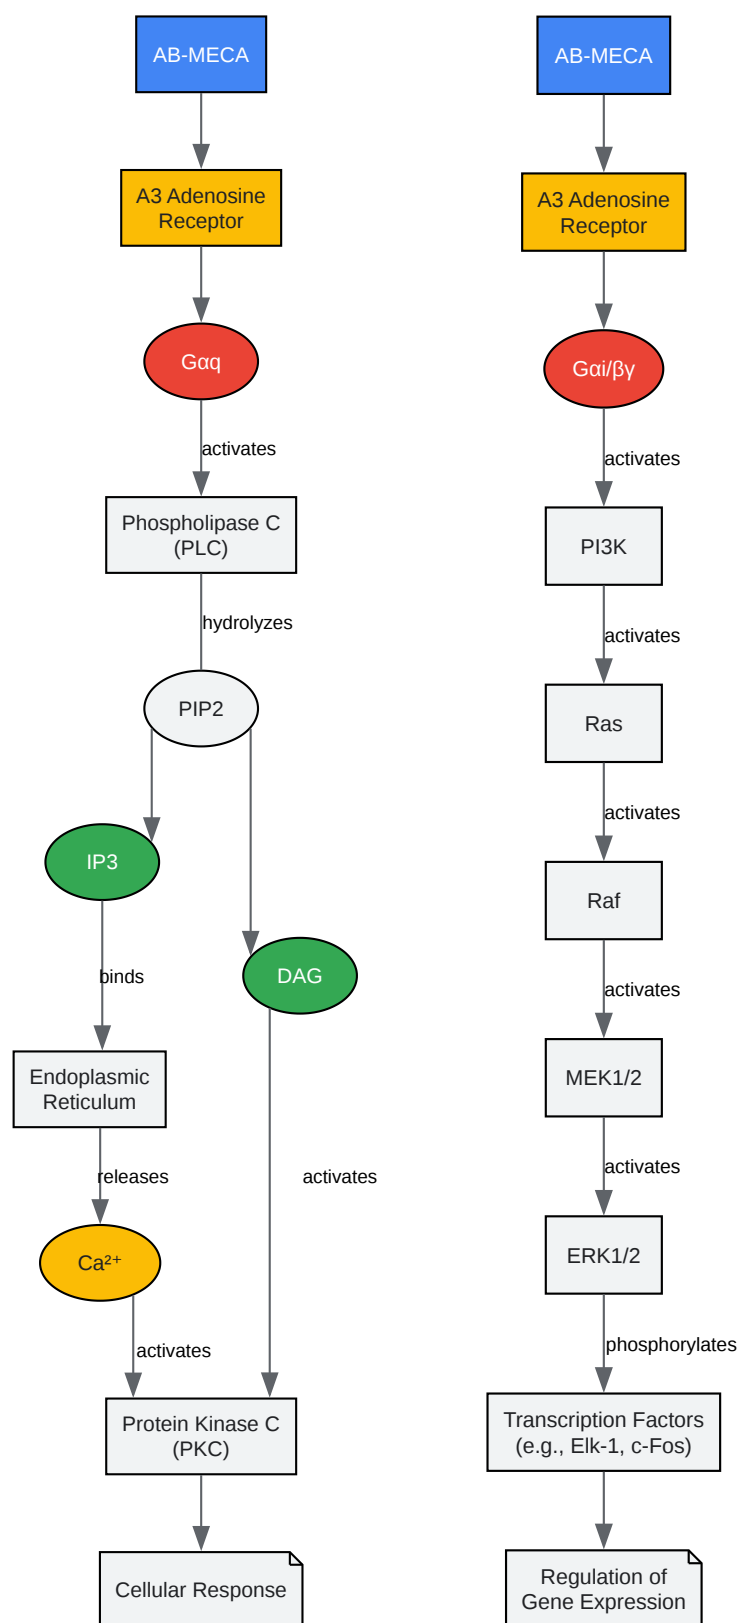 AB-MECA
A3 Adenosine
Receptor
Gαq
activates
Phospholipase C
(PLC)
hydrolyzes
PIP2
IP3
DAG
binds
Endoplasmic
Reticulum
releases
activates
Ca²⁺
activates
Protein Kinase C
(PKC)
Cellular Response
AB-MECA
A3 Adenosine
Receptor
Gαi/βγ
activates
PI3K
activates
Ras
activates
Raf
activates
MEK1/2
activates
ERK1/2
phosphorylates
Transcription Factors
(e.g., Elk-1, c-Fos)
Regulation of
Gene Expression